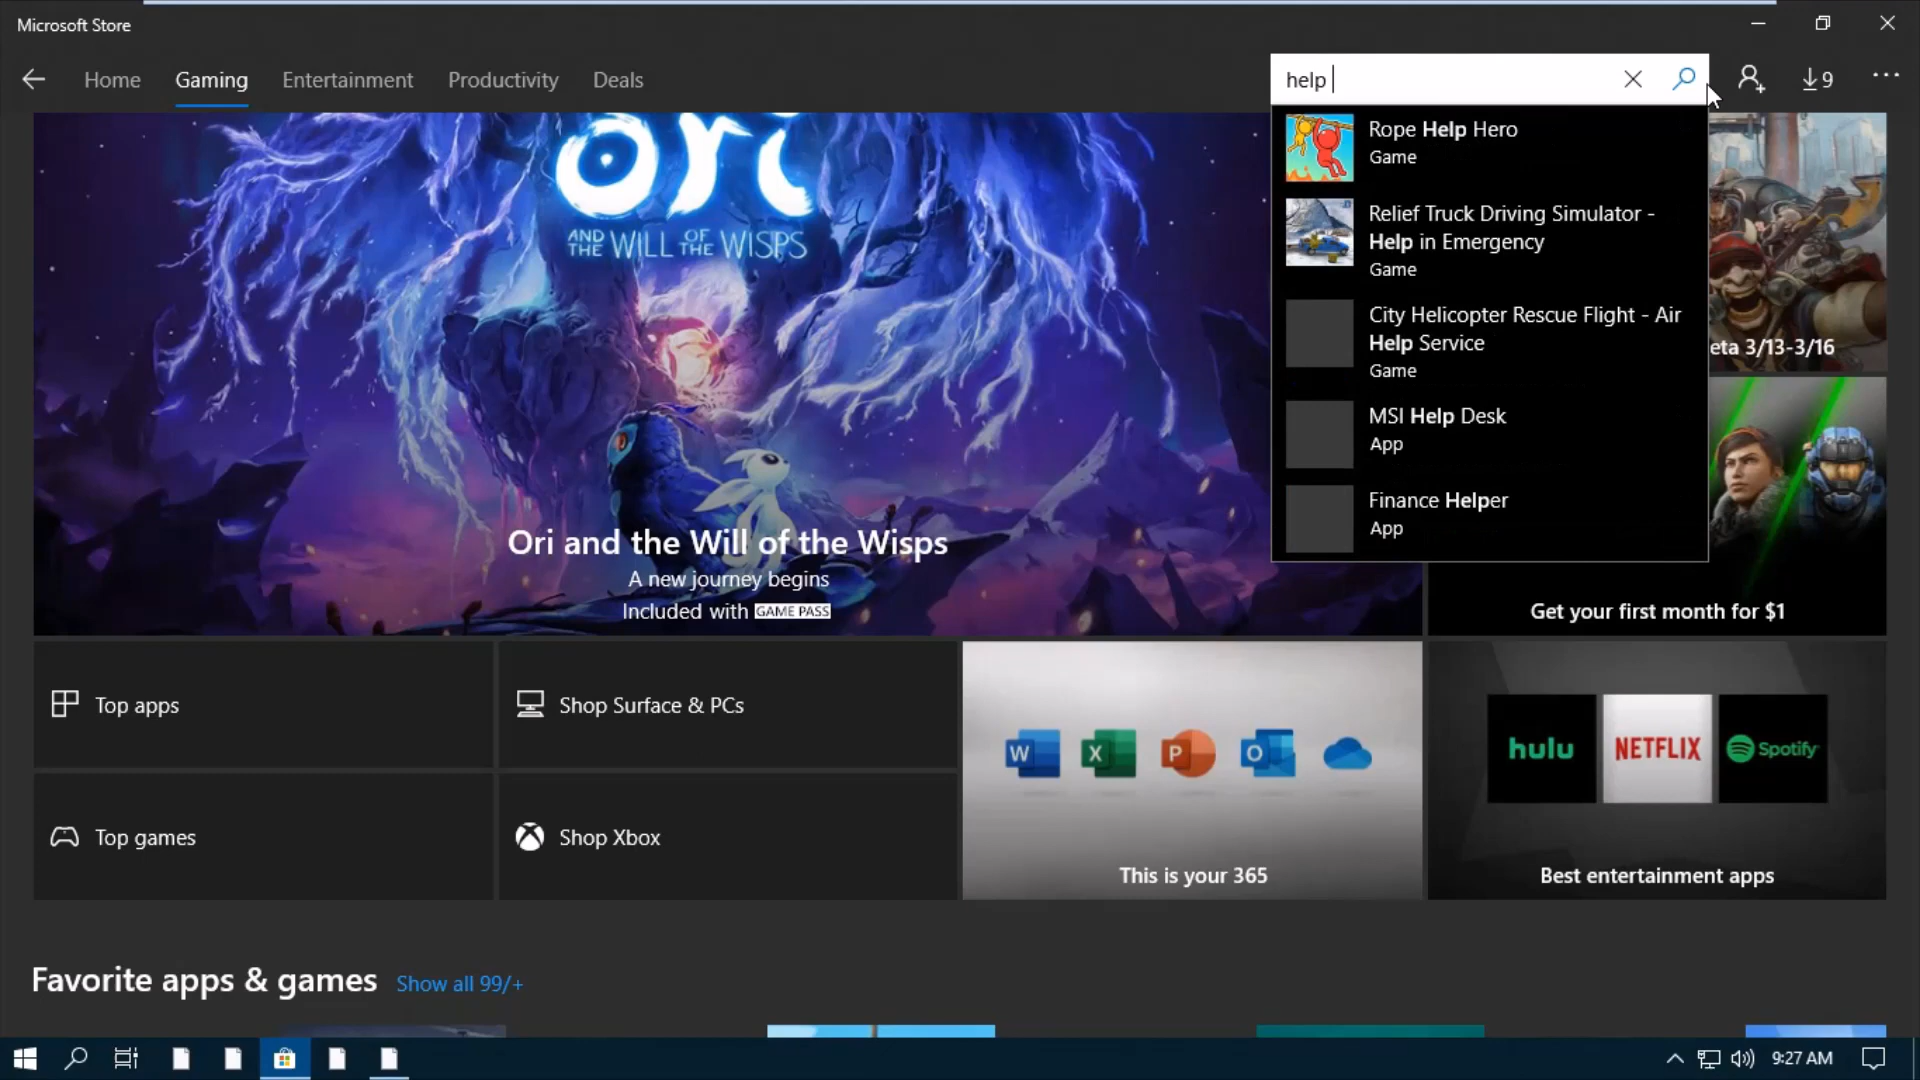 Microsoft Store
Home
Gaming
Entertainment
Productivity
Deals
help
9
Rope Help Hero
Game
Relief Truck Driving Simulator -
Help in Emergency
Game
City Helicopter Rescue Flight - Air
Help Service
Game
MSI Help Desk
App
Finance Helper
App
ori
AND THE WILL OF THE WISPS
Ori and the Will of the Wisps
A new journey begins
Included with GAME PASS
eta 3/13-3/16
Get your first month for $1
Top apps
Shop Surface & PCs
Top games
Shop Xbox
W X P O
This is your 365
hulu
NETFLIX
Spotify
Best entertainment apps
Favorite apps & games
Show all 99/+
9:27 AM